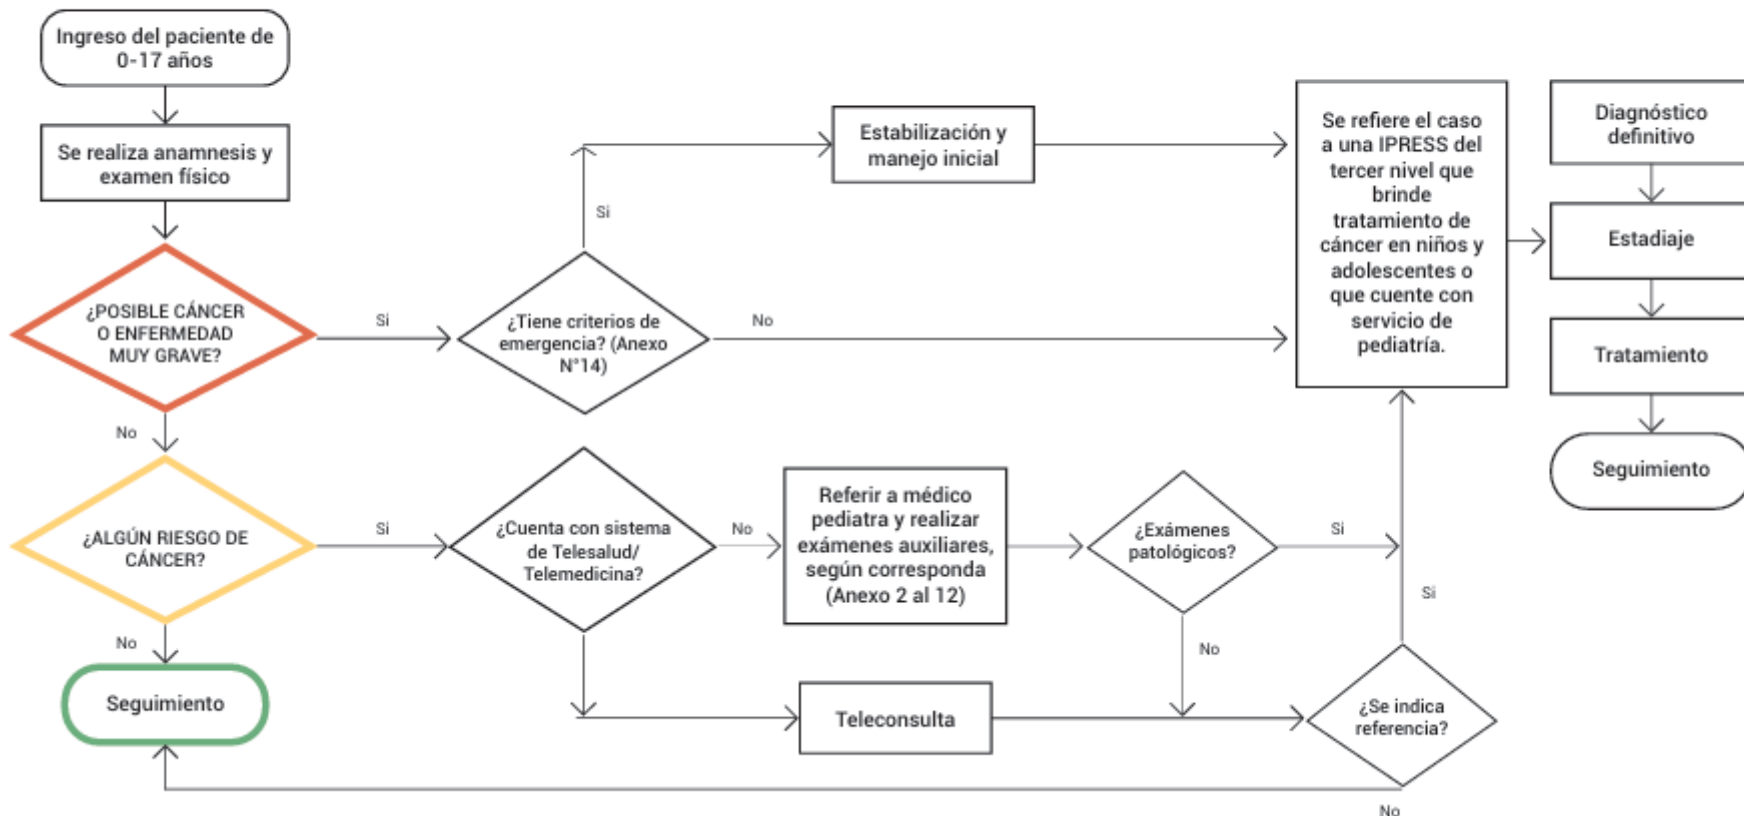 Ingreso del paciente de
0-17 años
Se realiza anamnesis y
examen físico
¿POSIBLE CÁNCER
O ENFERMEDAD
MUY GRAVE?
Si
No
¿Tiene criterios de
emergencia? (Anexo
N°14)
Si
No
Estabilización y
manejo inicial
Se refiere el caso
a una IPRESS del
tercer nivel que
brinde
tratamiento de
cáncer en niños y
adolescentes o
que cuente con
servicio de
pediatría.
Diagnóstico
definitivo
Estadiaje
Tratamiento
Seguimiento
¿ALGÚN RIESGO DE
CÁNCER?
Si
No
¿Cuenta con sistema
de Telesalud/
Telemedicina?
No
Referir a médico
pediatra y realizar
exámenes auxiliares,
según corresponda
(Anexo 2 al 12)
¿Exámenes
patológicos?
Si
No
Teleconsulta
¿Se indica
referencia?
Si
No
Seguimiento